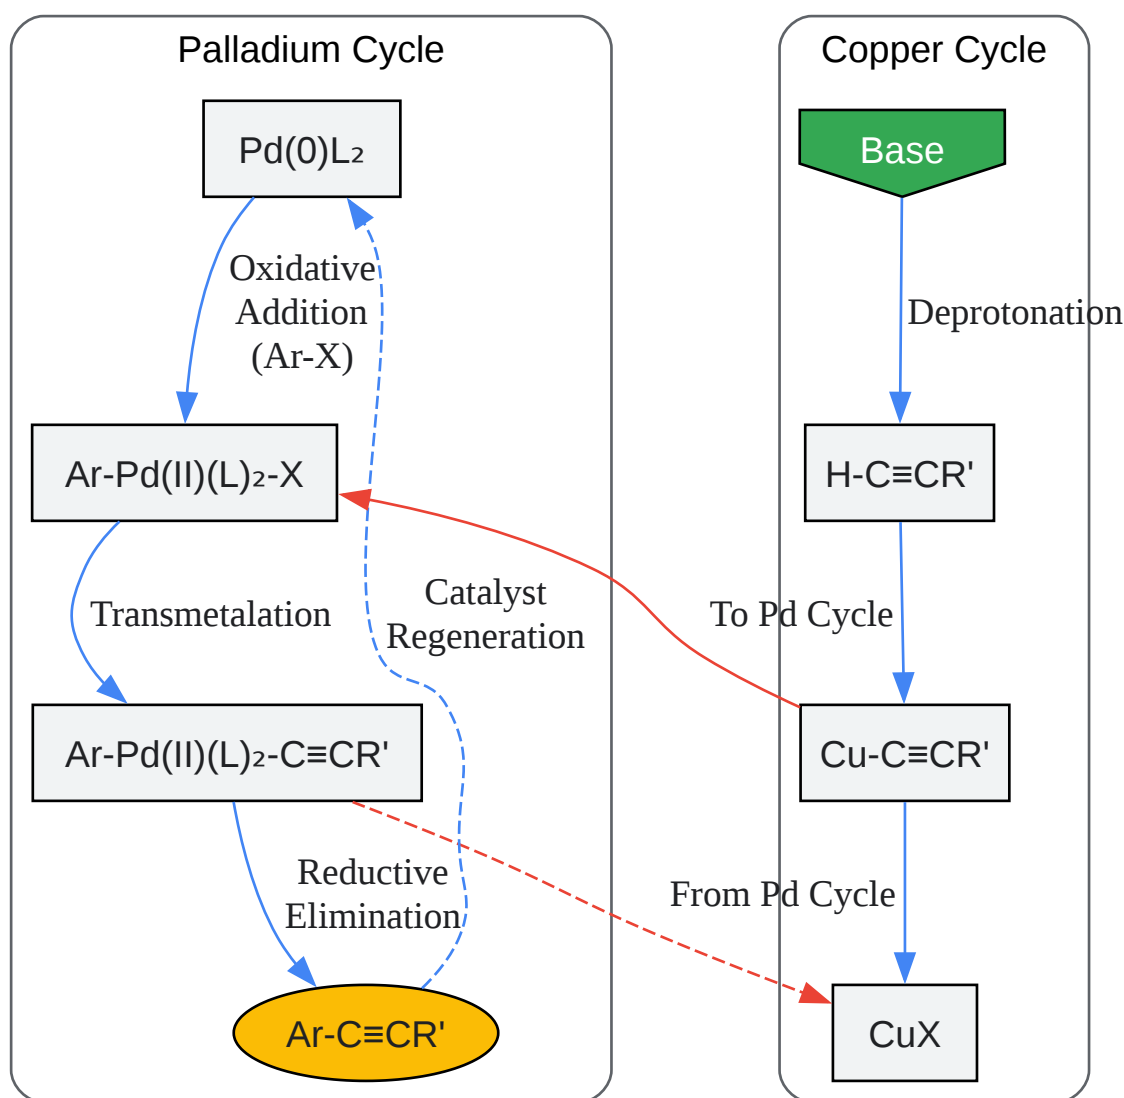 Palladium Cycle
Pd(0)L₂
Oxidative
Addition
(Ar-X)
Ar-Pd(II)(L)₂-X
Transmetalation
Catalyst
Regeneration
Ar-Pd(II)(L)₂-C≡CR'
Reductive
Elimination
Ar-C≡CR'
Copper Cycle
Base
Deprotonation
H-C≡CR'
To Pd Cycle
Cu-C≡CR'
From Pd Cycle
CuX